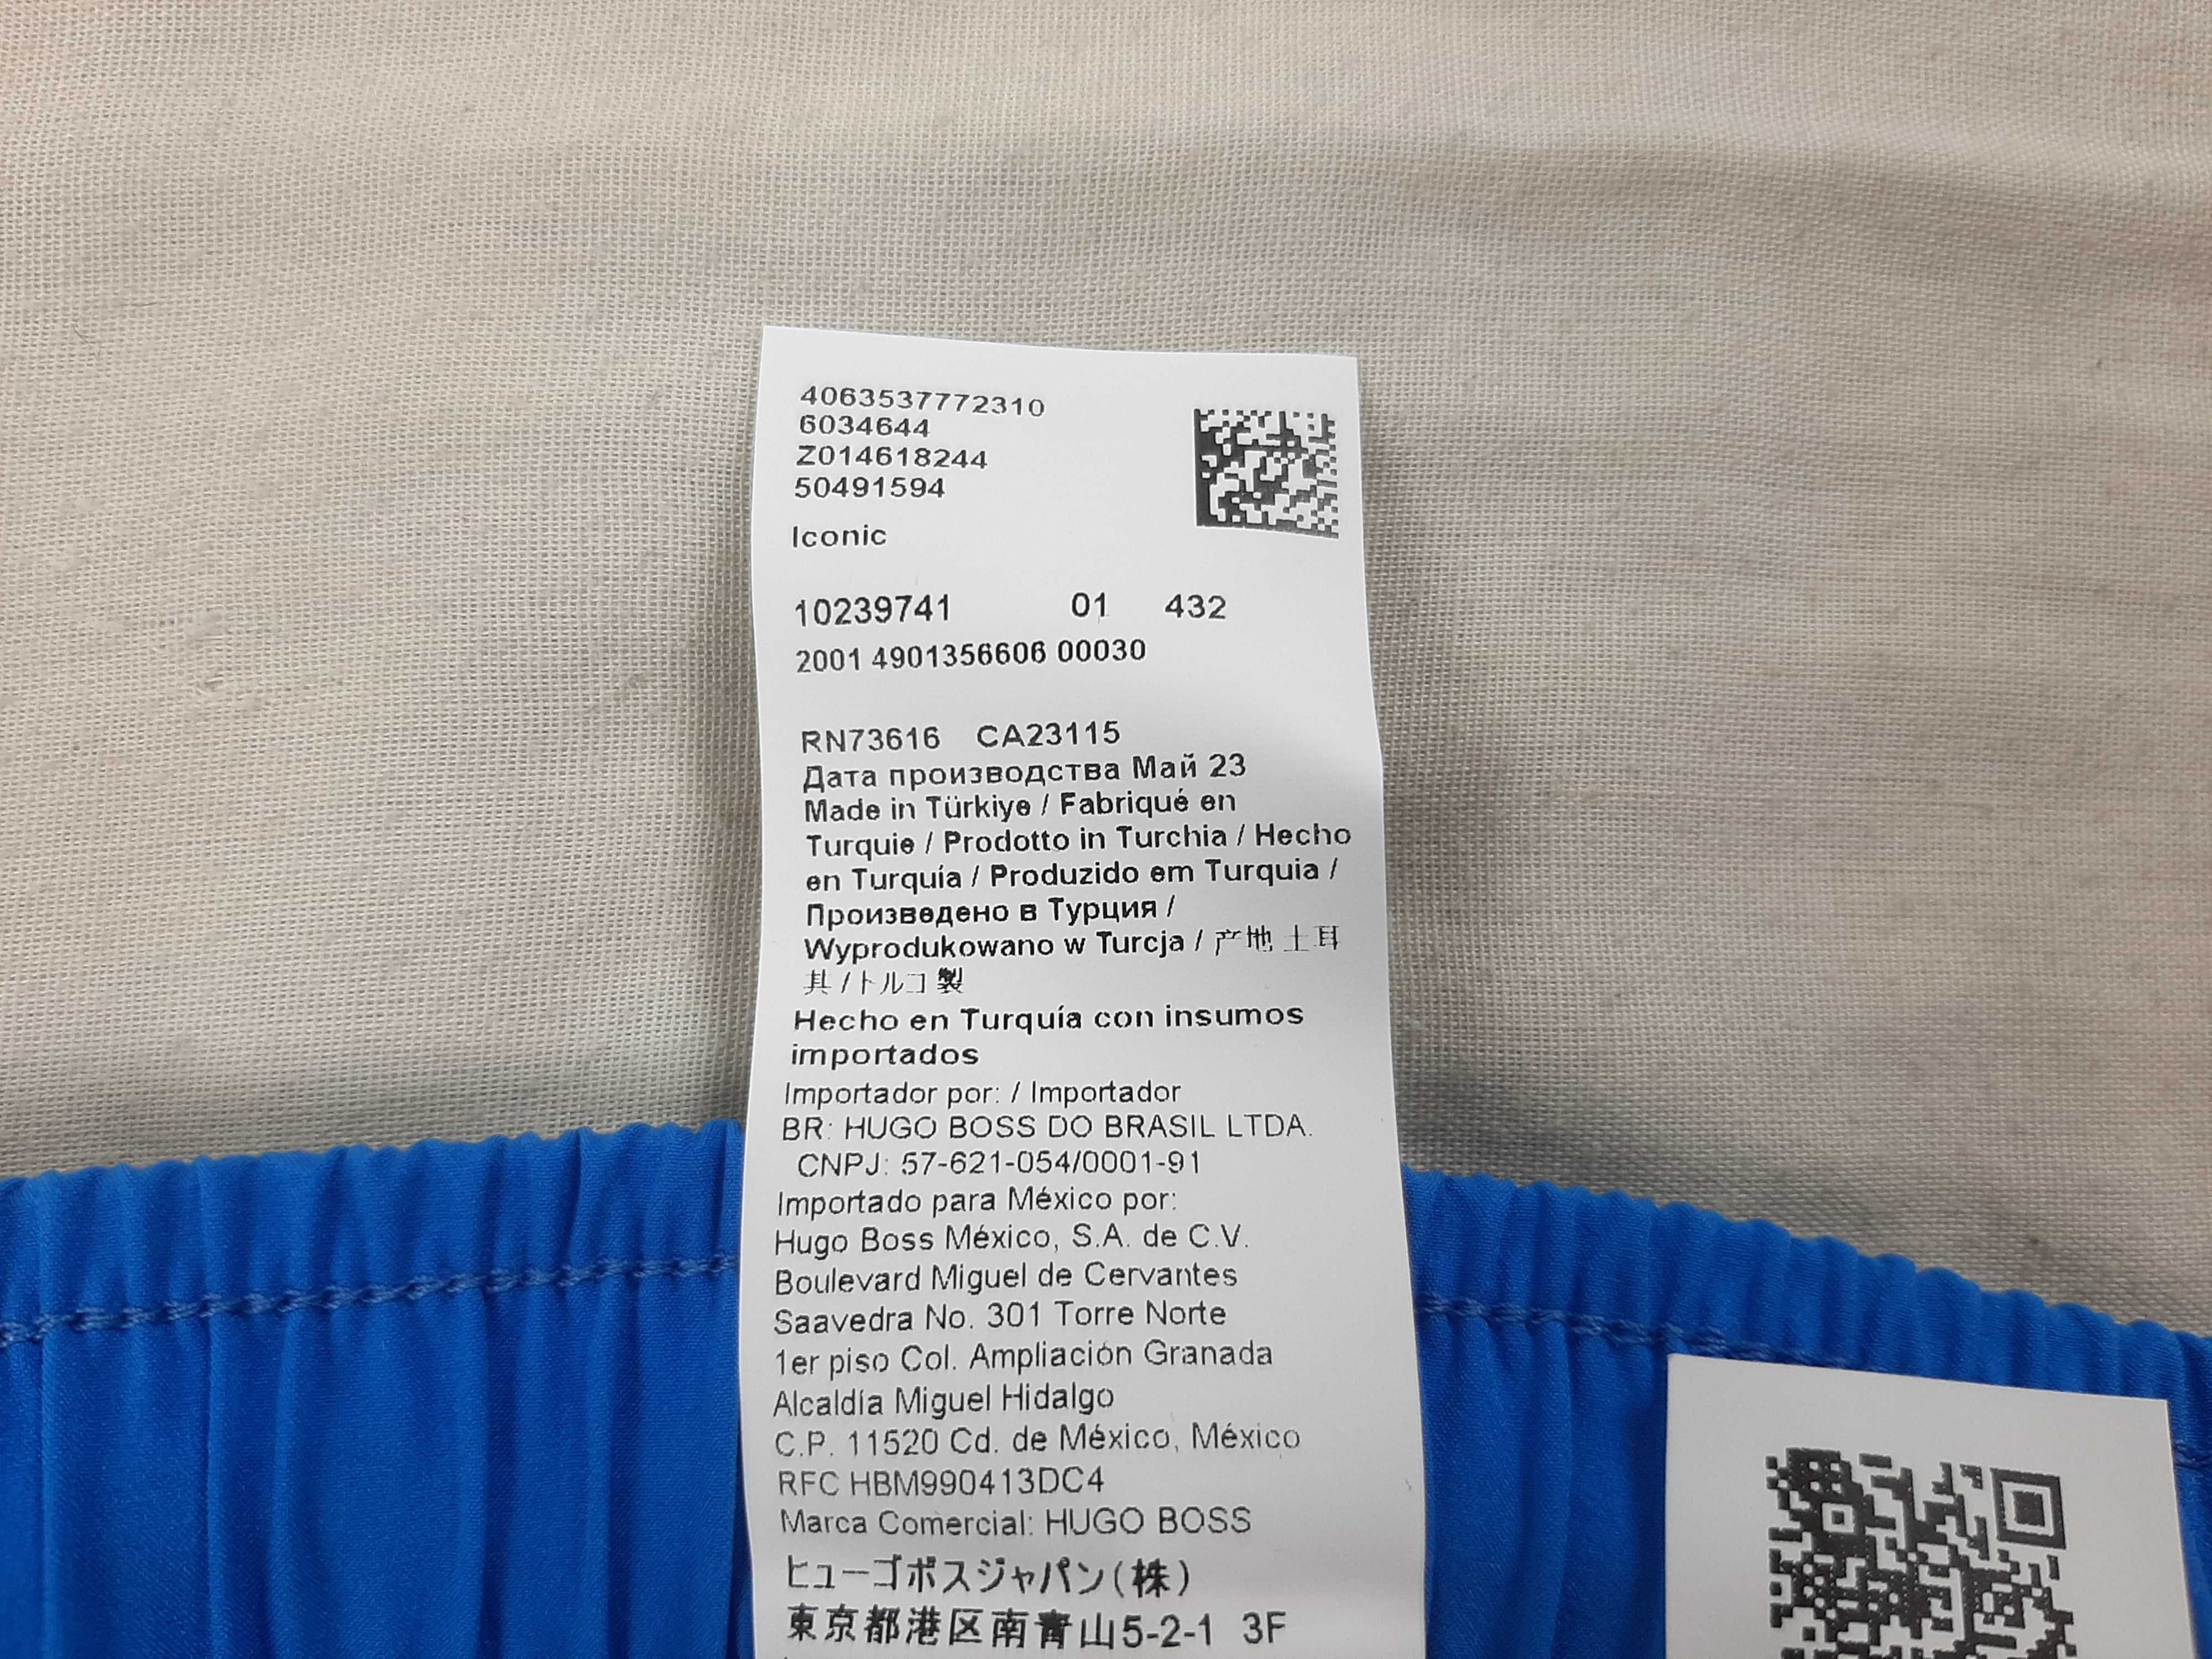 4063537772310
6034644
Z014618244
50491594
Iconic
10239741 01 432
2001 4901356606 00030
RN73616 CA23115
Дата производства Май 23
Made in Türkiye / Fabriqué en
Turquie / Prodotto in Turchia / Hecho
en Turquía / Produzido em Turquia /
Произведено в Турция /
Wyprodukowano w Turcja / 产地 土耳
其 / トルコ製
Hecho en Turquía con insumos
importados
Importador por: / Importador
BR: HUGO BOSS DO BRASIL LTDA.
CNPJ: 57-621-054/0001-91
Importado para México por:
Hugo Boss México, S.A. de C.V.
Boulevard Miguel de Cervantes
Saavedra No. 301 Torre Norte
1er piso Col. Ampliación Granada
Alcaldía Miguel Hidalgo
C.P. 11520 Cd. de México, México
RFC HBM990413DC4
Marca Comercial: HUGO BOSS
ヒューゴボスジャパン(株)
東京都港区南青山5-2-1 3F